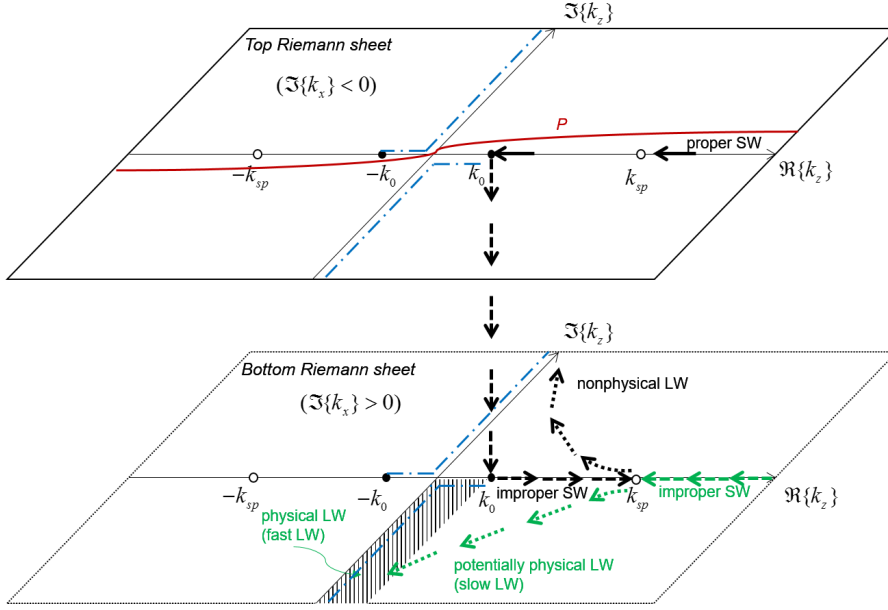 ℑ{k_z}
Top Riemann sheet
(ℑ{k_x} < 0)
P
proper SW
−k_sp
−k_0
k_0
k_sp
ℜ{k_z}
ℑ{k_z}
Bottom Riemann sheet
nonphysical LW
(ℑ{k_x} > 0)
−k_sp
−k_0
k_0
improper SW
k_sp
improper SW
ℜ{k_z}
physical LW
(fast LW)
potentially physical LW
(slow LW)